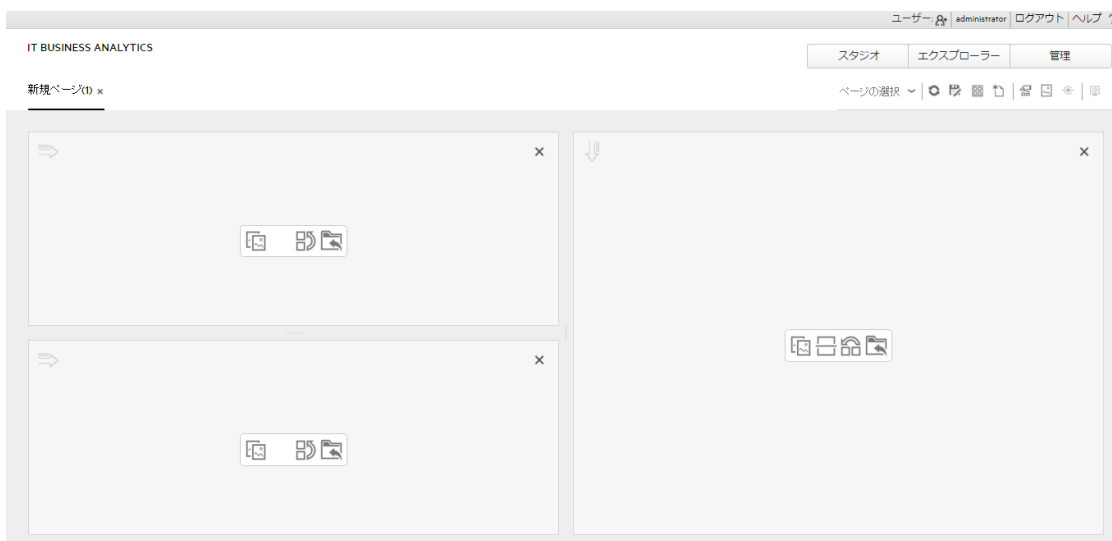 ユーザー: administrator ログアウト ヘルプ ?
IT BUSINESS ANALYTICS
スタジオ エクスプローラー 管理
新規ページ(1) ×
ページの選択